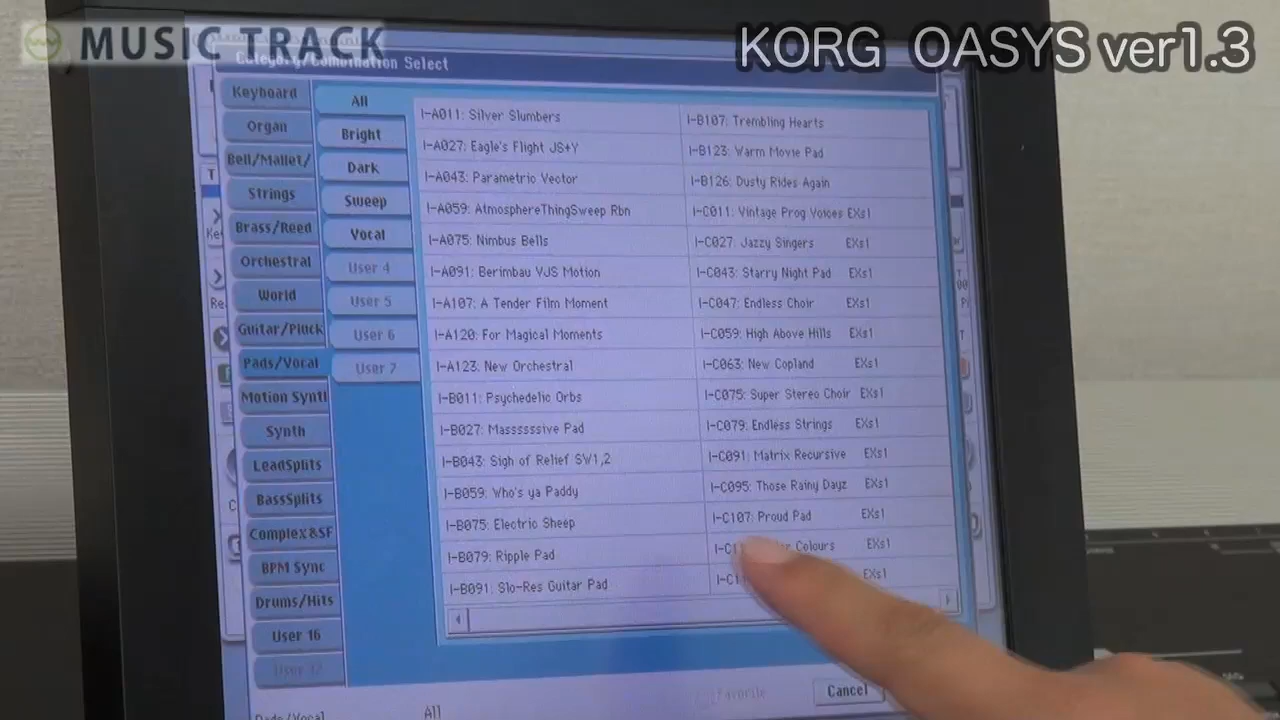 MUSIC TRACK
KORG OASYS ver1.3
Category/Combination Select
Keyboard
Organ
Bell/Mallet/
Strings
Brass/Reed
Orchestral
World
Guitar/Pluck
Pads/Vocal
Motion Synth
Synth
LeadSplits
BassSplits
Complex&SF
BPM Sync
Drums/Hits
User 16
User 17
All
Bright
Dark
Sweep
Vocal
User 4
User 5
User 6
User 7
I-A011: Silver Slumbers
I-A027: Eagle's Flight JS+Y
I-A043: Parametric Vector
I-A059: AtmosphereThingSweep Rbn
I-A075: Nimbus Bells
I-A091: Berimbau VJS Motion
I-A107: A Tender Film Moment
I-A120: For Magical Moments
I-A123: New Orchestral
I-B011: Psychedelic Orbs
I-B027: Massssssive Pad
I-B043: Sigh of Relief SW1,2
I-B059: Who's ya Paddy
I-B075: Electric Sheep
I-B079: Ripple Pad
I-B091: Slo-Res Guitar Pad
I-B107: Trembling Hearts
I-B123: Warm Movie Pad
I-B126: Dusty Rides Again
I-C011: Vintage Prog Voices EXs1
I-C027: Jazzy Singers EXs1
I-C043: Starry Night Pad EXs1
I-C047: Endless Choir EXs1
I-C059: High Above Hills EXs1
I-C063: New Copland EXs1
I-C075: Super Stereo Choir EXs1
I-C079: Endless Strings EXs1
I-C091: Matrix Recursive EXs1
I-C095: Those Rainy Dayz EXs1
I-C107: Proud Pad EXs1
Colours EXs1
EXs1
Favorite
Cancel
Pads/Vocal
All